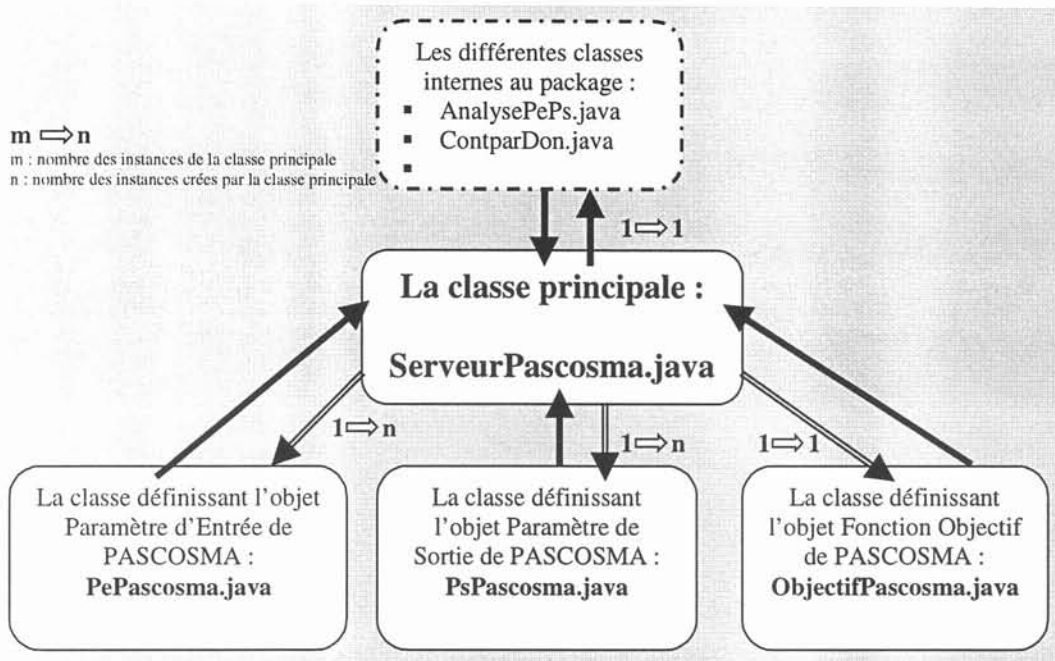 Les différentes classes
internes au package :
▪ AnalysePePs.java
▪ ContparDon.java
▪
m ⇨ n
m : nombre des instances de la classe principale
n : nombre des instances crées par la classe principale
1⇨1
La classe principale :
ServeurPascosma.java
1⇨n
1⇨n
1⇨1
La classe définissant l'objet
Paramètre d'Entrée de
PASCOSMA :
PePascosma.java
La classe définissant
l'objet Paramètre de
Sortie de PASCOSMA :
PsPascosma.java
La classe définissant
l'objet Fonction Objectif
de PASCOSMA :
ObjectifPascosma.java